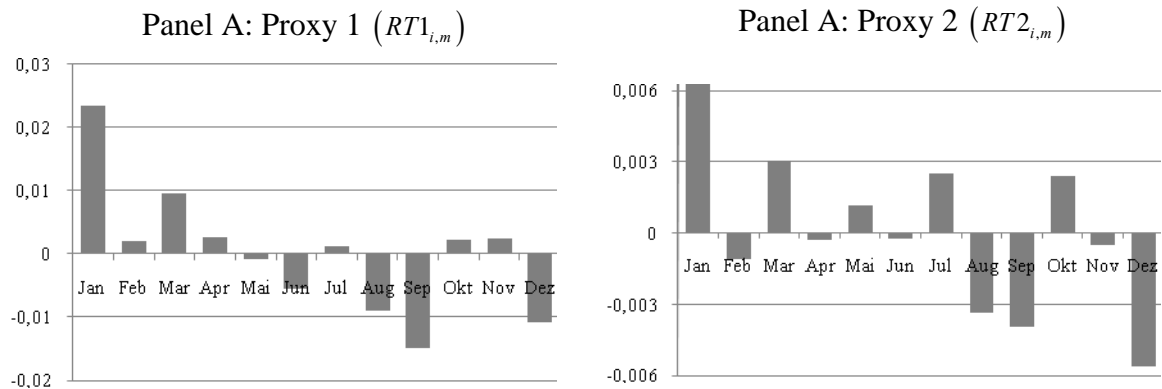 Panel A: Proxy 1 (RT1i,m)
0,03
0,02
0,01
0
-0,01
-0,02
Jan Feb Mar Apr Mai Jun Jul Aug Sep Okt Nov Dez
Panel A: Proxy 2 (RT2i,m)
0,006
0,003
0
-0,003
-0,006
Jan Feb Mar Apr Mai Jun Jul Aug Sep Okt Nov Dez